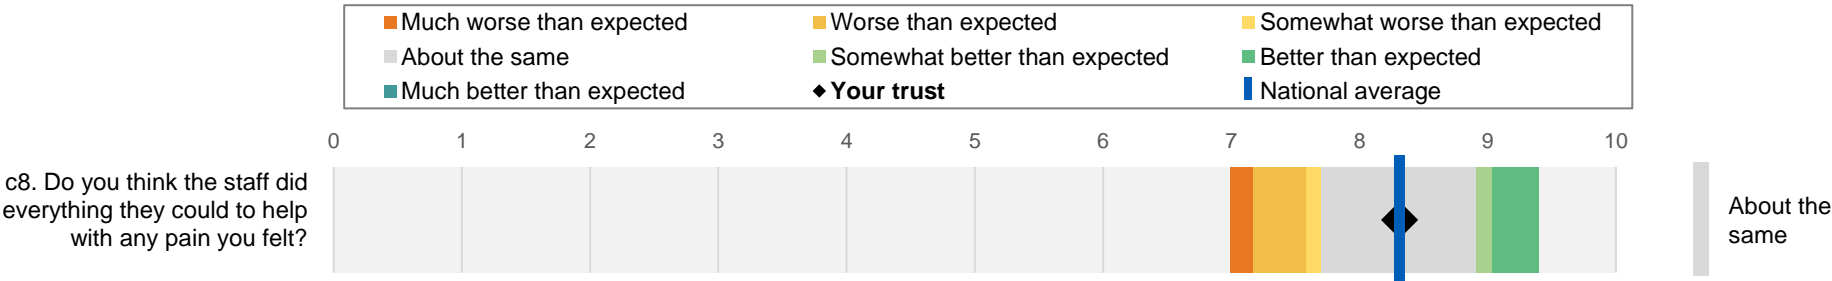 Much worse than expected Worse than expected Somewhat worse than expected
About the same Somewhat better than expected Better than expected
Much better than expected Your trust National average
0 1 2 3 4 5 6 7 8 9 10
c8. Do you think the staff did
everything they could to help
with any pain you felt?
About the
same